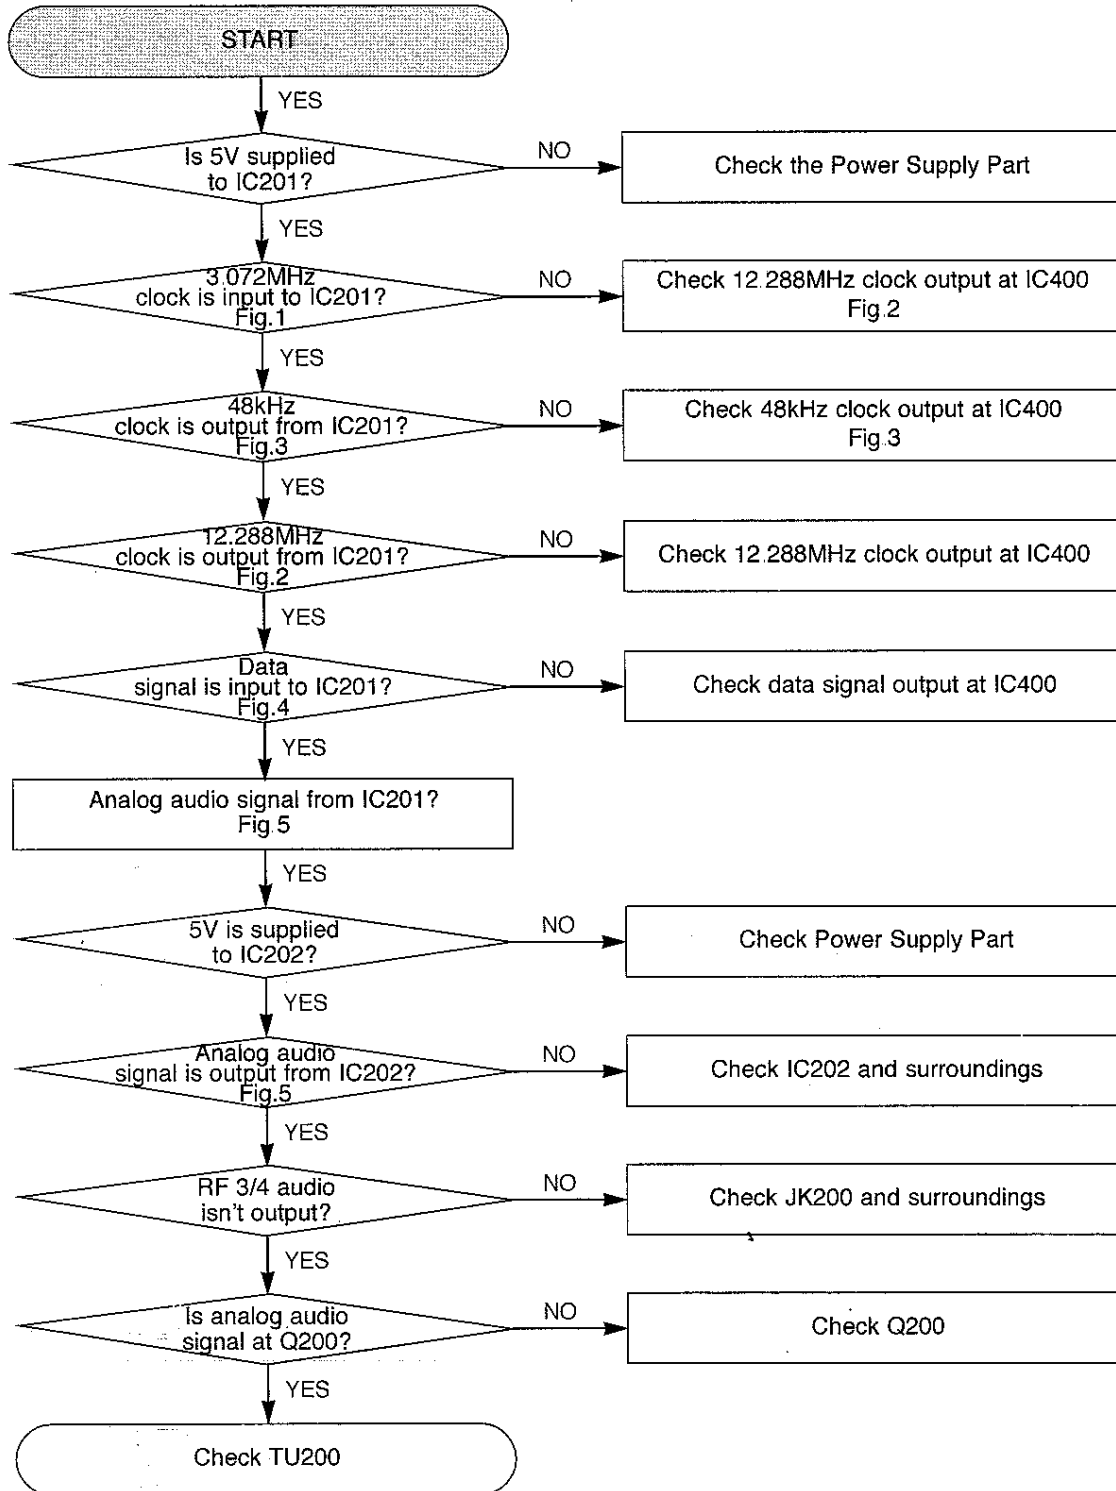 START
YES
Is 5V supplied
to IC201?
NO
Check the Power Supply Part
YES
3.072MHz
clock is input to IC201?
Fig.1
NO
Check 12.288MHz clock output at IC400
Fig.2
YES
48kHz
clock is output from IC201?
Fig.3
NO
Check 48kHz clock output at IC400
Fig.3
YES
12.288MHz
clock is output from IC201?
Fig.2
NO
Check 12.288MHz clock output at IC400
YES
Data
signal is input to IC201?
Fig.4
NO
Check data signal output at IC400
YES
Analog audio signal from IC201?
Fig.5
YES
5V is supplied
to IC202?
NO
Check Power Supply Part
YES
Analog audio
signal is output from IC202?
Fig.5
NO
Check IC202 and surroundings
YES
RF 3/4 audio
isn't output?
NO
Check JK200 and surroundings
YES
Is analog audio
signal at Q200?
NO
Check Q200
YES
Check TU200